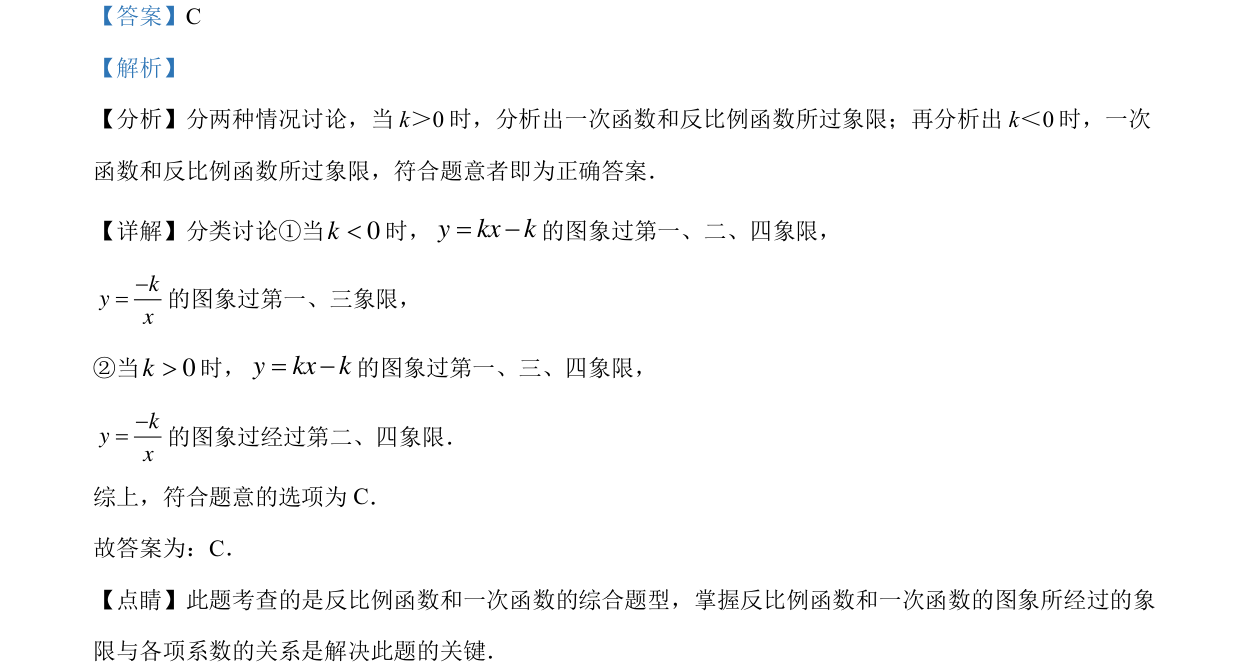 【答案】C
【解析】
【分析】分两种情况讨论，当 k＞0 时，分析出一次函数和反比例函数所过象限；再分析出 k＜0 时，一次
函数和反比例函数所过象限，符合题意者即为正确答案．
【详解】分类讨论①当 k < 0 时， y = kx − k 的图象过第一、二、四象限，
y = −k/x 的图象过第一、三象限，
②当 k > 0 时， y = kx − k 的图象过第一、三、四象限，
y = −k/x 的图象过经过第二、四象限．
综上，符合题意的选项为 C．
故答案为：C．
【点睛】此题考查的是反比例函数和一次函数的综合题型，掌握反比例函数和一次函数的图象所经过的象
限与各项系数的关系是解决此题的关键．